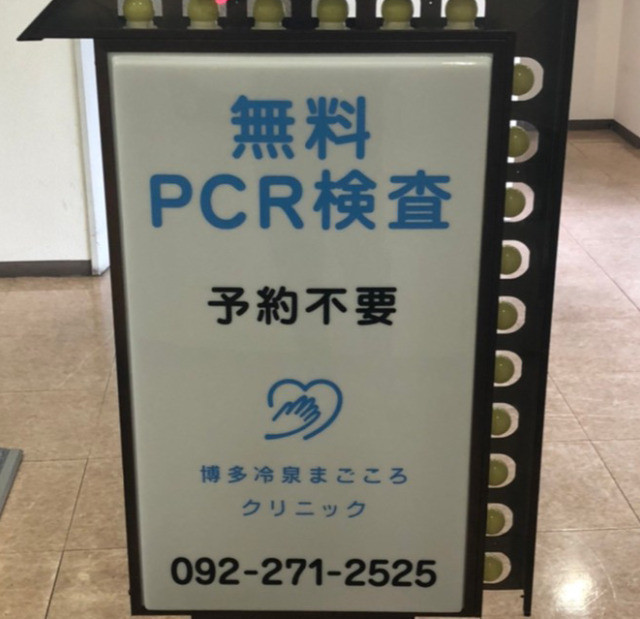 無料
PCR検査
予約不要
博多冷泉まごころ
クリニック
092-271-2525